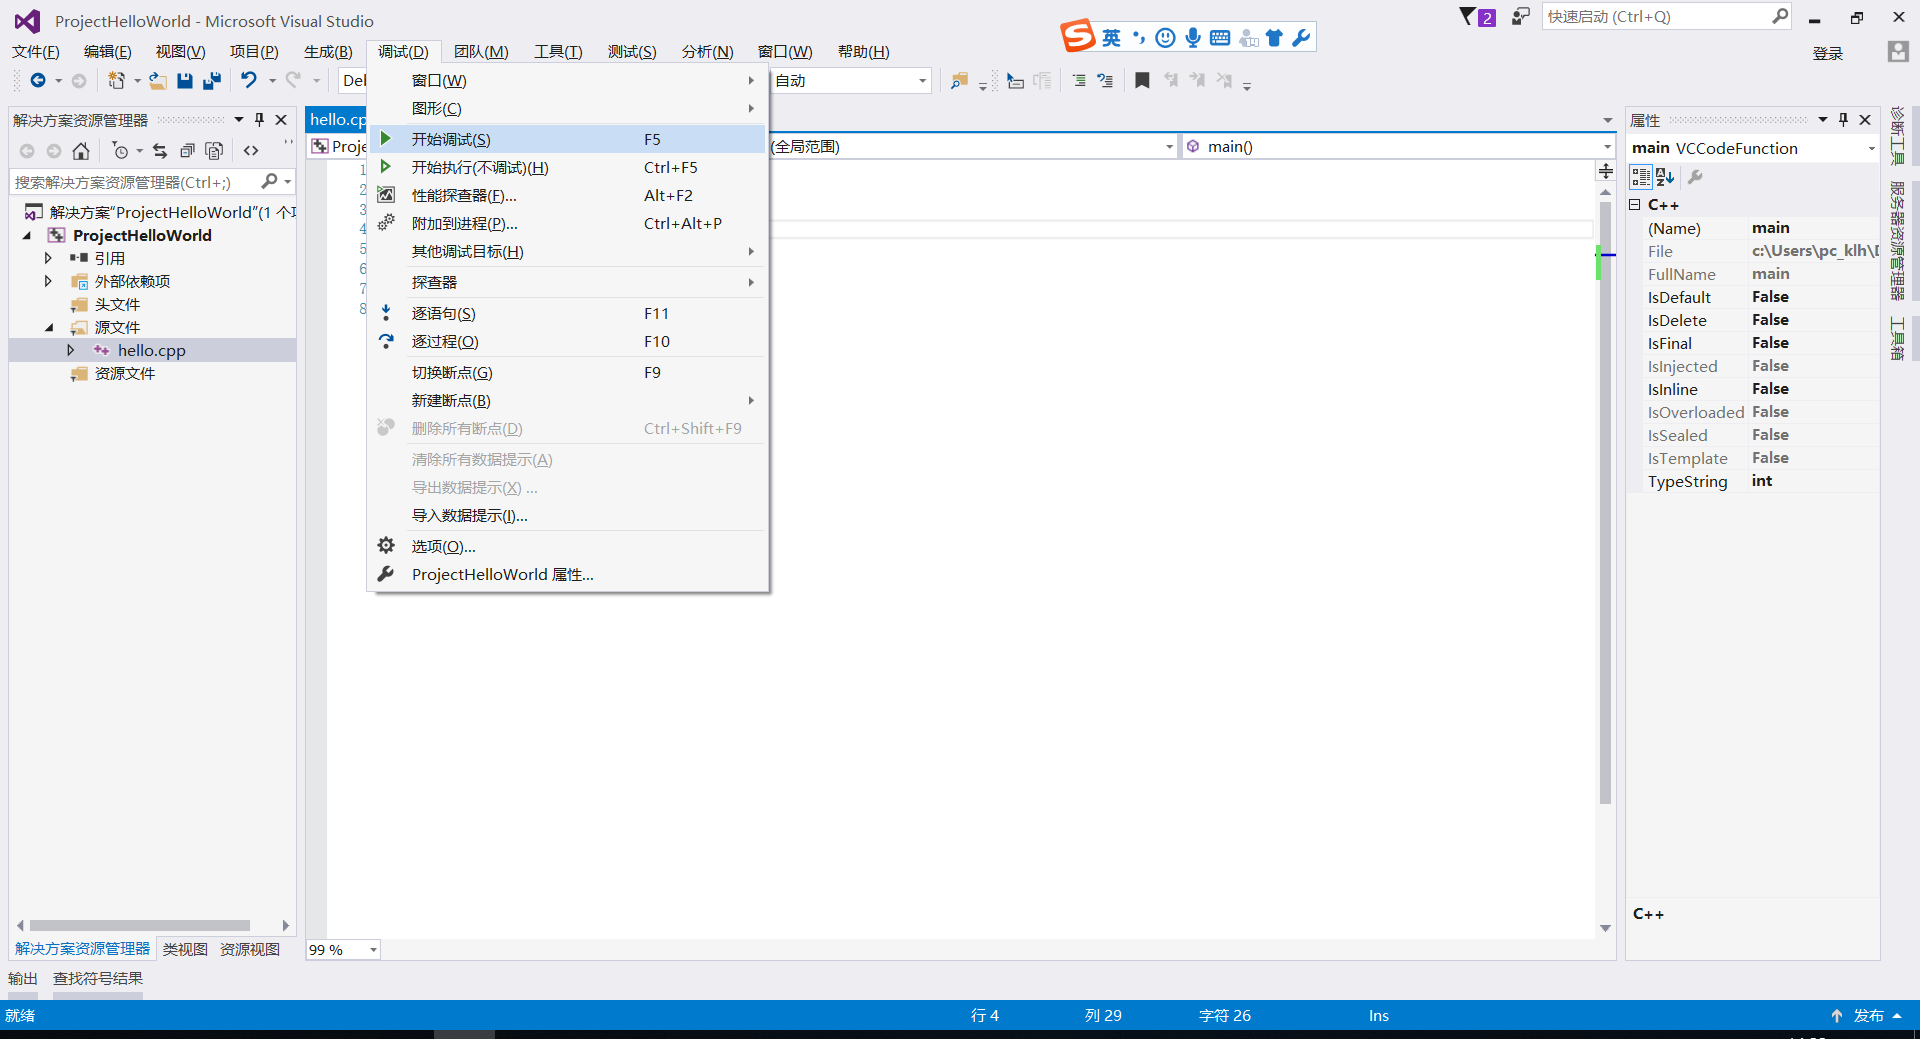 ProjectHelloWorld - Microsoft Visual Studio
2
快速启动 (Ctrl+Q)
英
文件(F)
编辑(E)
视图(V)
项目(P)
生成(B)
调试(D)
团队(M)
工具(T)
测试(S)
分析(N)
窗口(W)
帮助(H)
登录
自动
解决方案资源管理器
搜索解决方案资源管理器(Ctrl+;)
解决方案"ProjectHelloWorld"(1 个
ProjectHelloWorld
引用
外部依赖项
头文件
源文件
hello.cpp
资源文件
解决方案资源管理器
类视图
资源视图
hello.cp
Proje
(全局范围)
main()
1
2
3
4
5
6
7
8
窗口(W)
图形(C)
开始调试(S) F5
开始执行(不调试)(H) Ctrl+F5
性能探查器(F)... Alt+F2
附加到进程(P)... Ctrl+Alt+P
其他调试目标(H)
探查器
逐语句(S) F11
逐过程(O) F10
切换断点(G) F9
新建断点(B)
删除所有断点(D) Ctrl+Shift+F9
清除所有数据提示(A)
导出数据提示(X) ...
导入数据提示(I)...
选项(O)...
ProjectHelloWorld 属性...
99 %
属性
main VCCodeFunction
C++
(Name) main
File c:\Users\pc_klh\
FullName main
IsDefault False
IsDelete False
IsFinal False
IsInjected False
IsInline False
IsOverloaded False
IsSealed False
IsTemplate False
TypeString int
C++
诊断工具
服务器资源管理器
工具箱
输出
查找符号结果
就绪
行 4
列 29
字符 26
Ins
发布